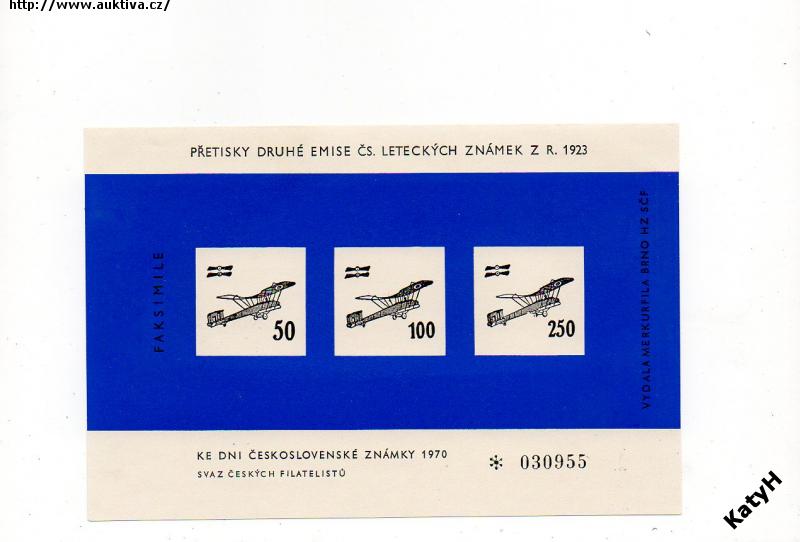 http://www.auktiva.cz/
PŘETISKY DRUHÉ EMISE ČS. LETECKÝCH ZNÁMEK Z R. 1923
FAKSIMILE
50
100
250
VYDALA MERKURFILA BRNO HZ SČF
KE DNI ČESKOSLOVENSKÉ ZNÁMKY 1970
SVAZ ČESKÝCH FILATELISTŮ
* 030955
KatyH